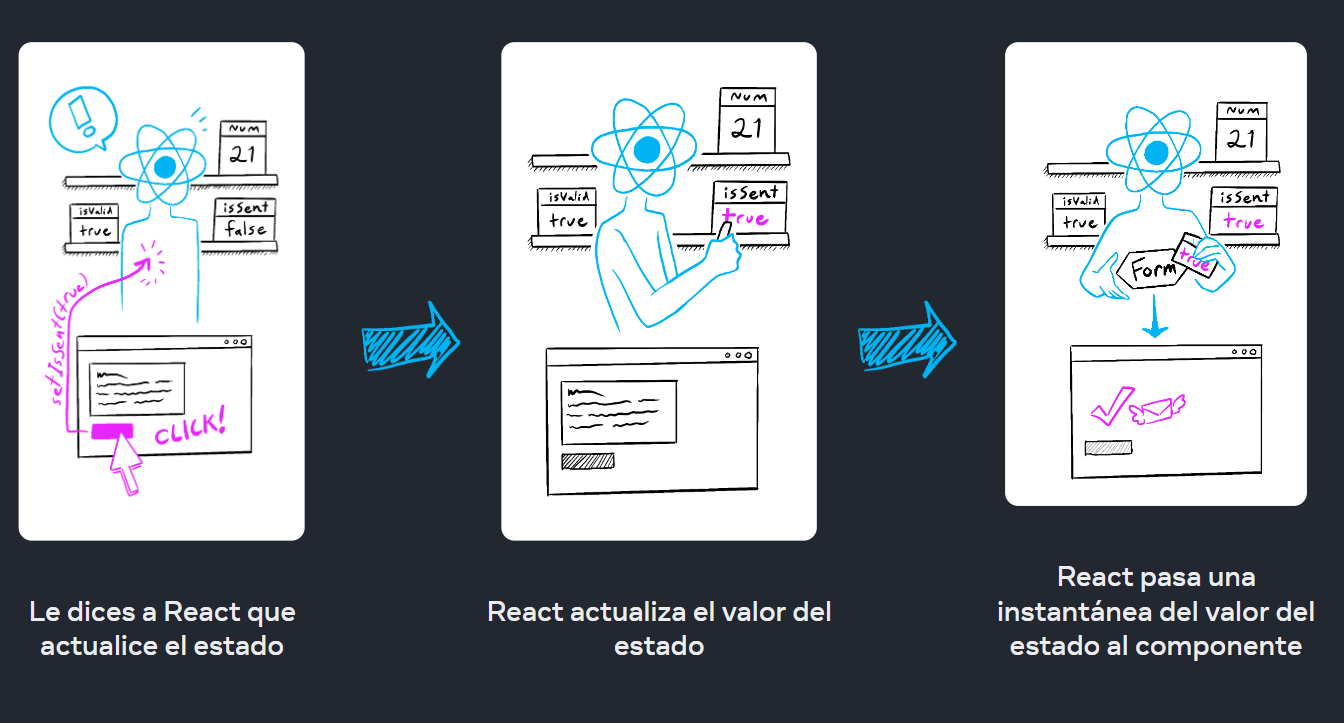 !
Num
21
isValid
true
isSent
false
setIsSent(true)
CLICK!
Le dices a React que
actualice el estado
Num
21
isValid
true
isSent
true
React actualiza el valor del
estado
Num
21
isValid
true
isSent
true
Form
true
React pasa una
instantánea del valor del
estado al componente